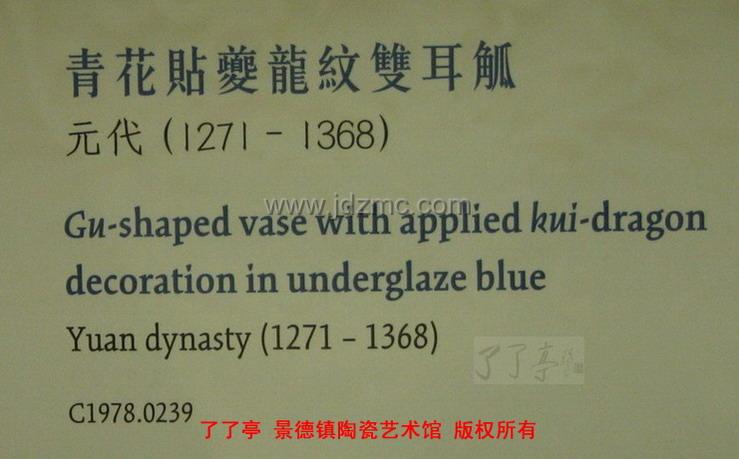 青花貼夔龍紋雙耳觚
元代 (1271 - 1368)
www.jdzmc.com
Gu-shaped vase with applied kui-dragon
decoration in underglaze blue
Yuan dynasty (1271 – 1368)
了了亭
C1978.0239
了了亭 景德镇陶瓷艺术馆 版权所有